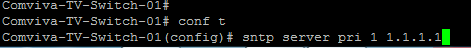 Comviva-TV-Switch-01#
Comviva-TV-Switch-01# conf t
Comviva-TV-Switch-01(config)# sntp server pri 1 1.1.1.1